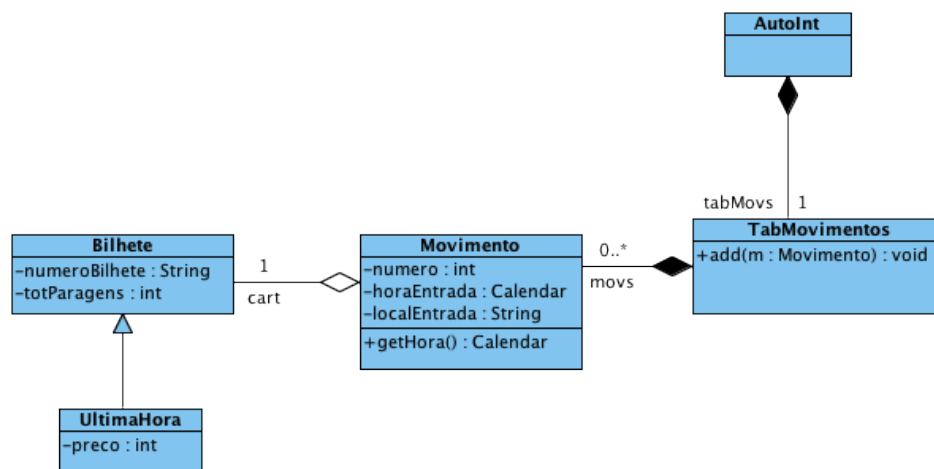 AutoInt
tabMovs 1
TabMovimentos
+add(m : Movimento) : void
Bilhete
-numeroBilhete : String
-totParagens : int
1
cart
Movimento
-numero : int
-horaEntrada : Calendar
-localEntrada : String
+getHora() : Calendar
0..*
movs
UltimaHora
-preco : int